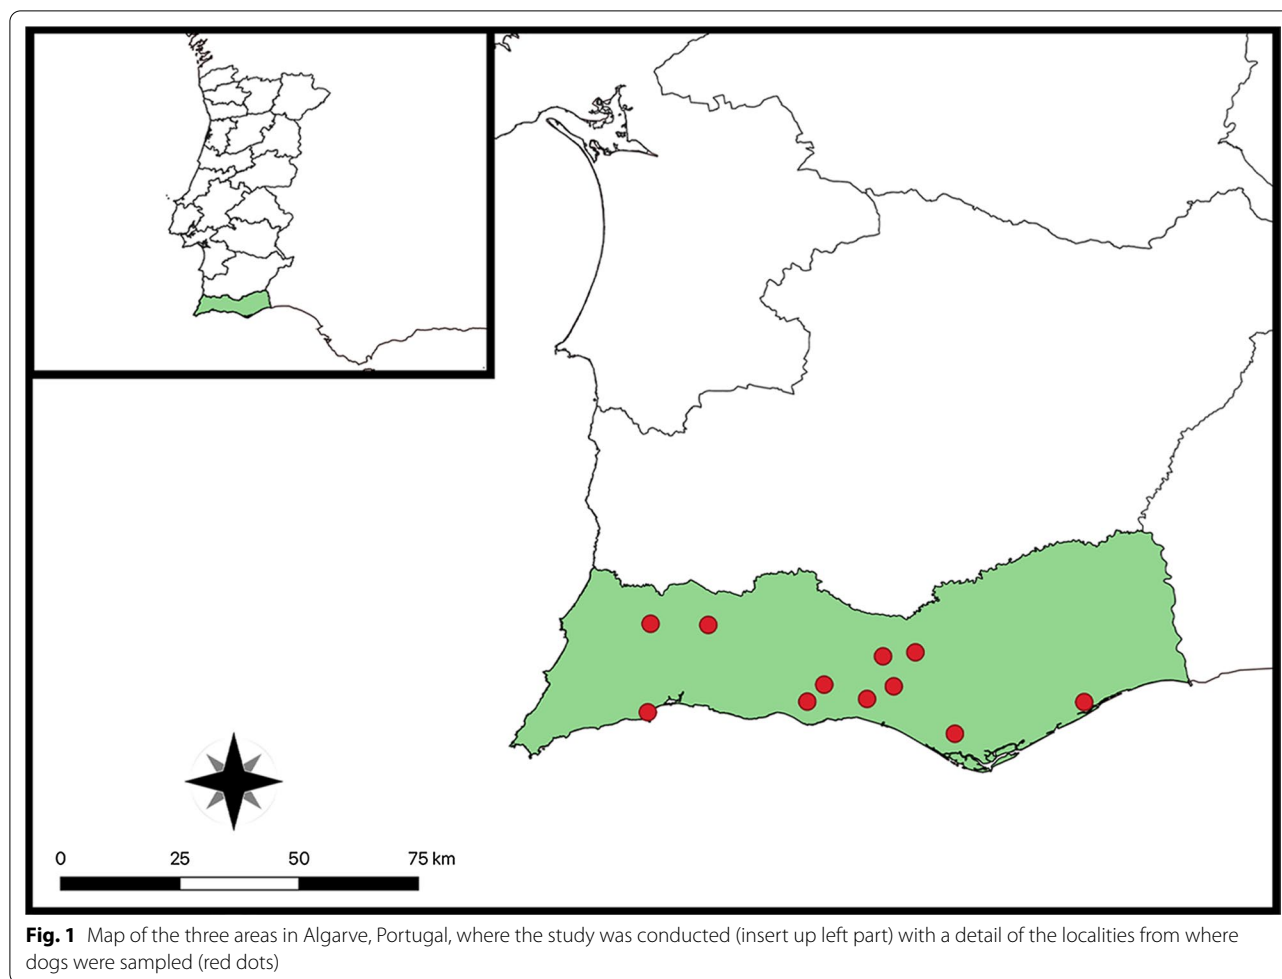 0 25 50 75 km
Fig. 1 Map of the three areas in Algarve, Portugal, where the study was conducted (insert up left part) with a detail of the localities from where
dogs were sampled (red dots)